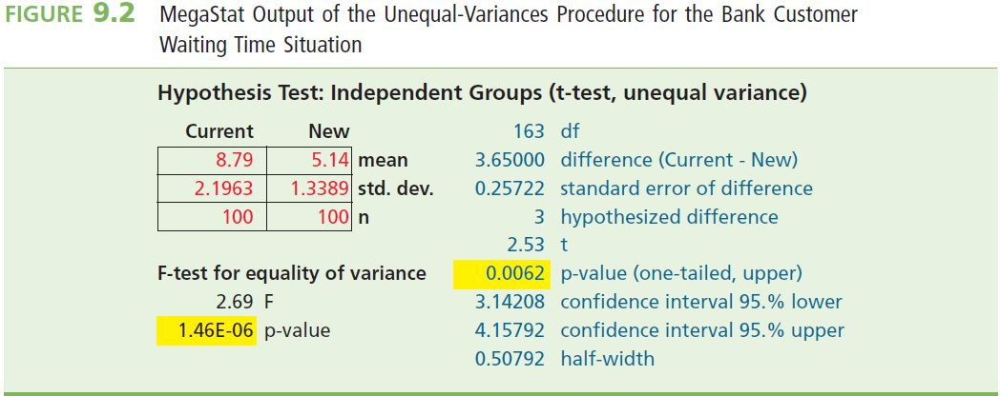 FIGURE 9.2 MegaStat Output of the Unequal-Variances Procedure for the Bank Customer
Waiting Time Situation
Hypothesis Test: Independent Groups (t-test, unequal variance)
Current New
8.79 5.14 mean
2.1963 1.3389 std. dev.
100 100 n
F-test for equality of variance
2.69 F
1.46E-06 p-value
163 df
3.65000 difference (Current - New)
0.25722 standard error of difference
3 hypothesized difference
2.53 t
0.0062 p-value (one-tailed, upper)
3.14208 confidence interval 95.% lower
4.15792 confidence interval 95.% upper
0.50792 half-width